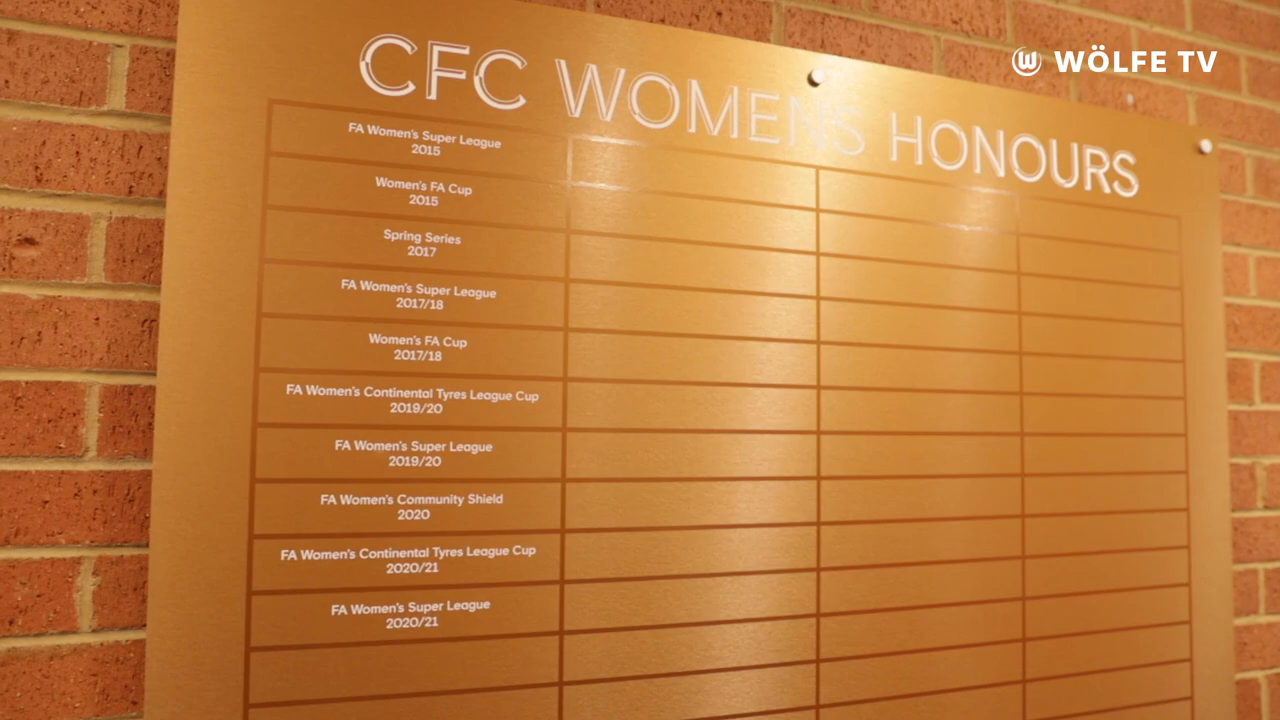 WÖLFE TV
CFC WOMENS HONOURS
FA Women's Super League
2015
Women's FA Cup
2015
Spring Series
2017
FA Women's Super League
2017/18
Women's FA Cup
2017/18
FA Women's Continental Tyres League Cup
2019/20
FA Women's Super League
2019/20
FA Women's Community Shield
2020
FA Women's Continental Tyres League Cup
2020/21
FA Women's Super League
2020/21